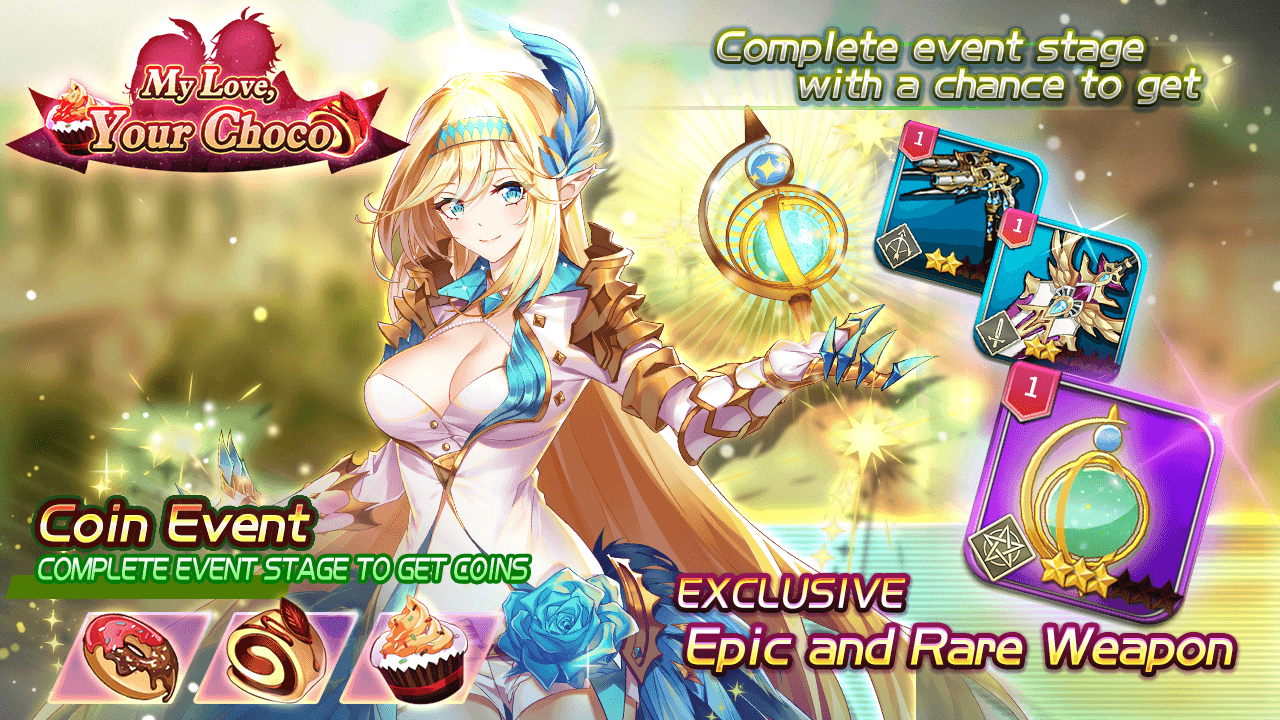 My Love,
Your Choco
Complete event stage
with a chance to get
1
1
1
Coin Event
COMPLETE EVENT STAGE TO GET COINS
EXCLUSIVE
Epic and Rare Weapon